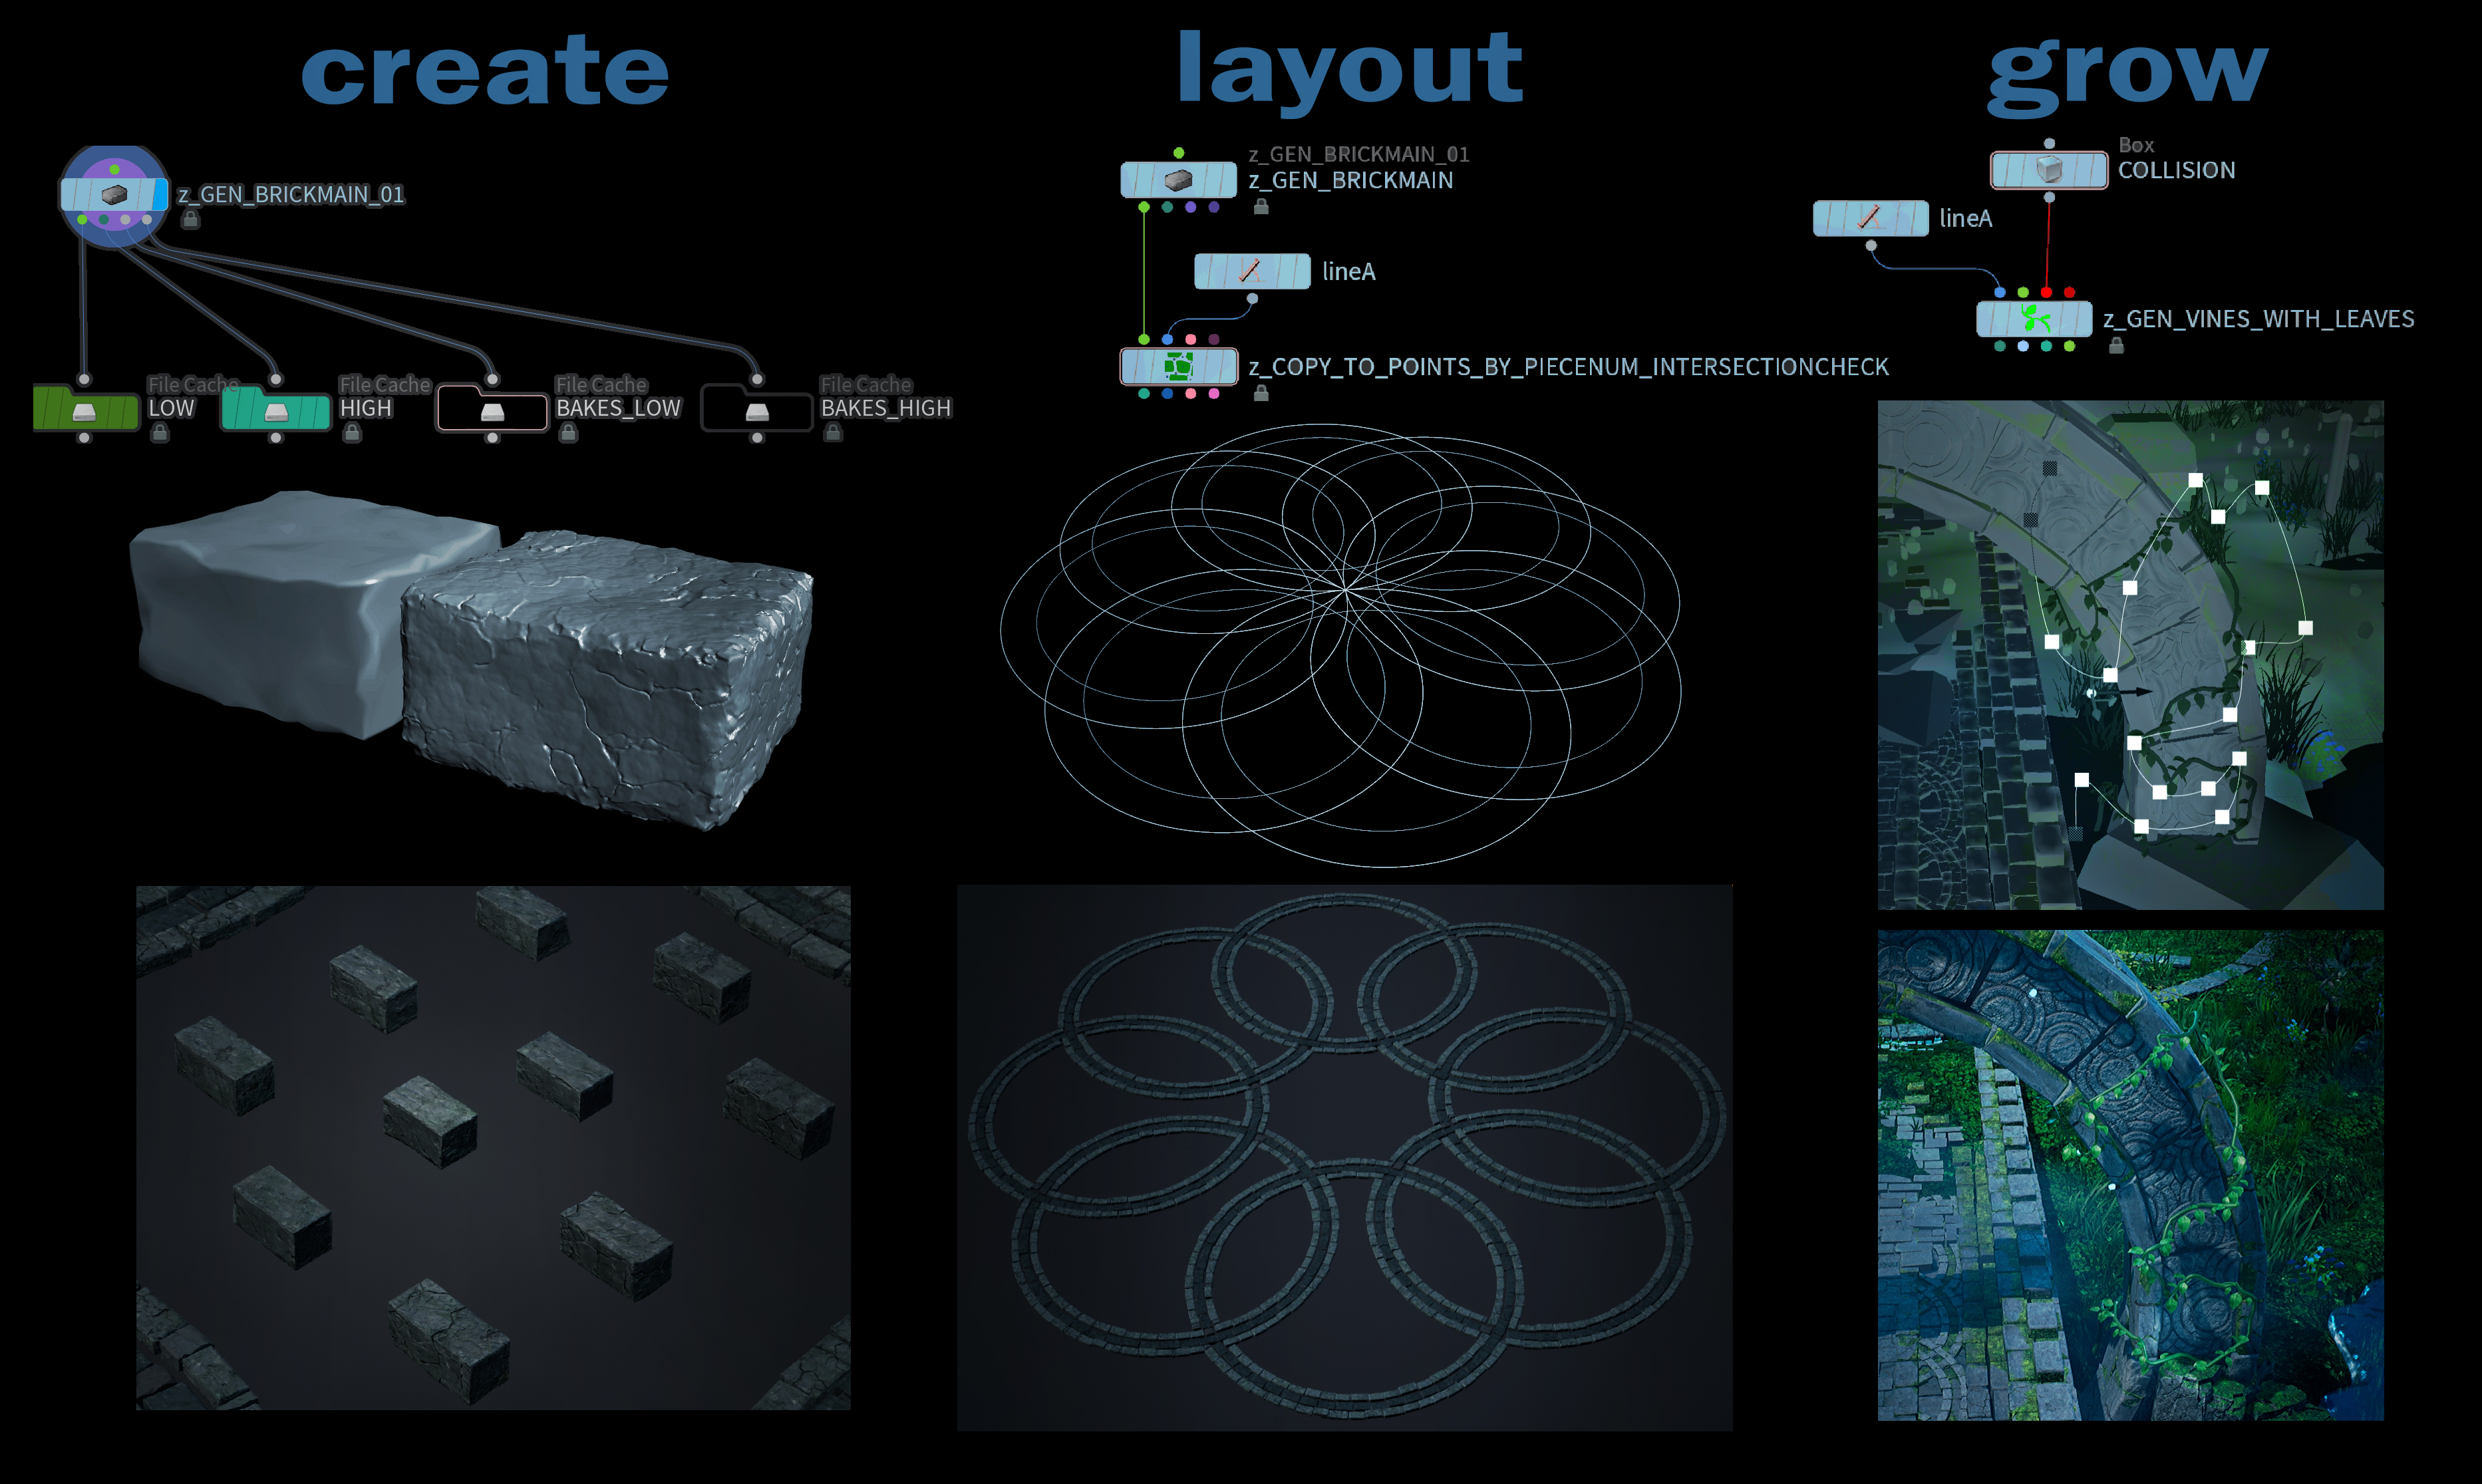 create
z_GEN_BRICKMAIN_01
File Cache
LOW
File Cache
HIGH
File Cache
BAKES_LOW
File Cache
BAKES_HIGH
layout
z_GEN_BRICKMAIN_01
z_GEN_BRICKMAIN
lineA
z_COPY_TO_POINTS_BY_PIECENUM_INTERSECTIONCHECK
grow
Box
COLLISION
lineA
z_GEN_VINES_WITH_LEAVES